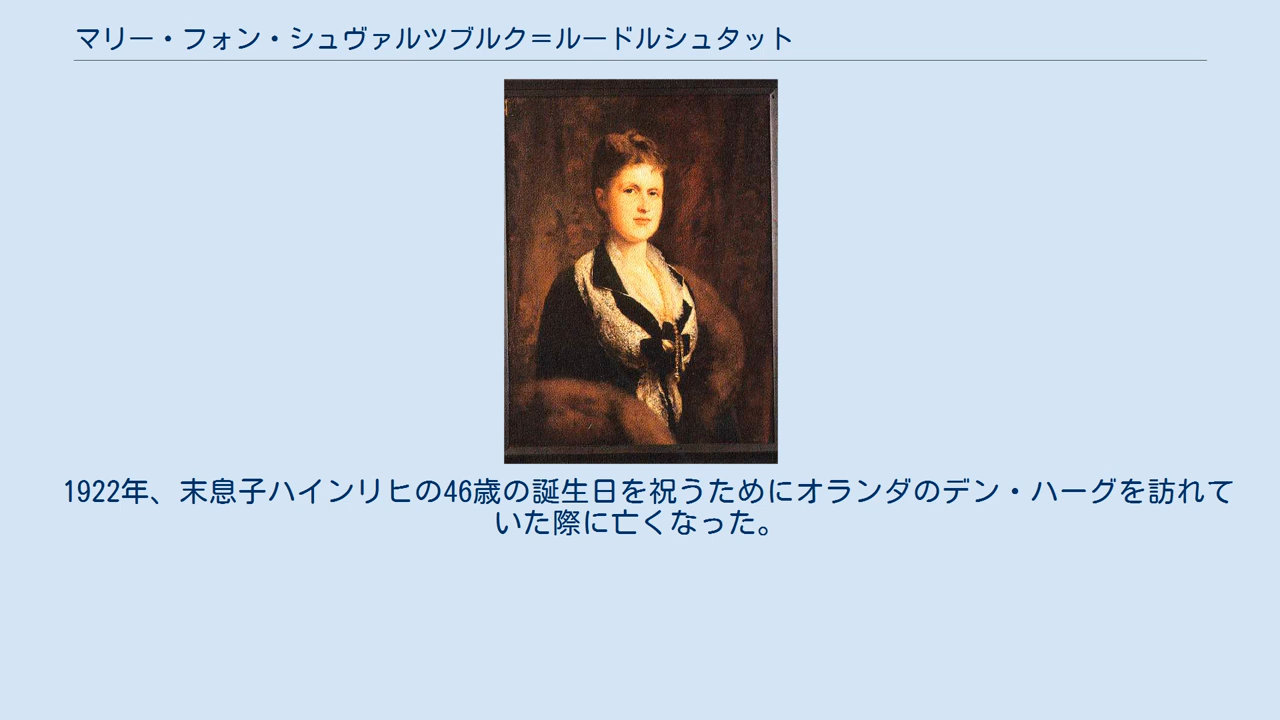 マリー・フォン・シュヴァルツブルク＝ルードルシュタット
1922年、末息子ハインリヒの46歳の誕生日を祝うためにオランダのデン・ハーグを訪れて
いた際に亡くなった。